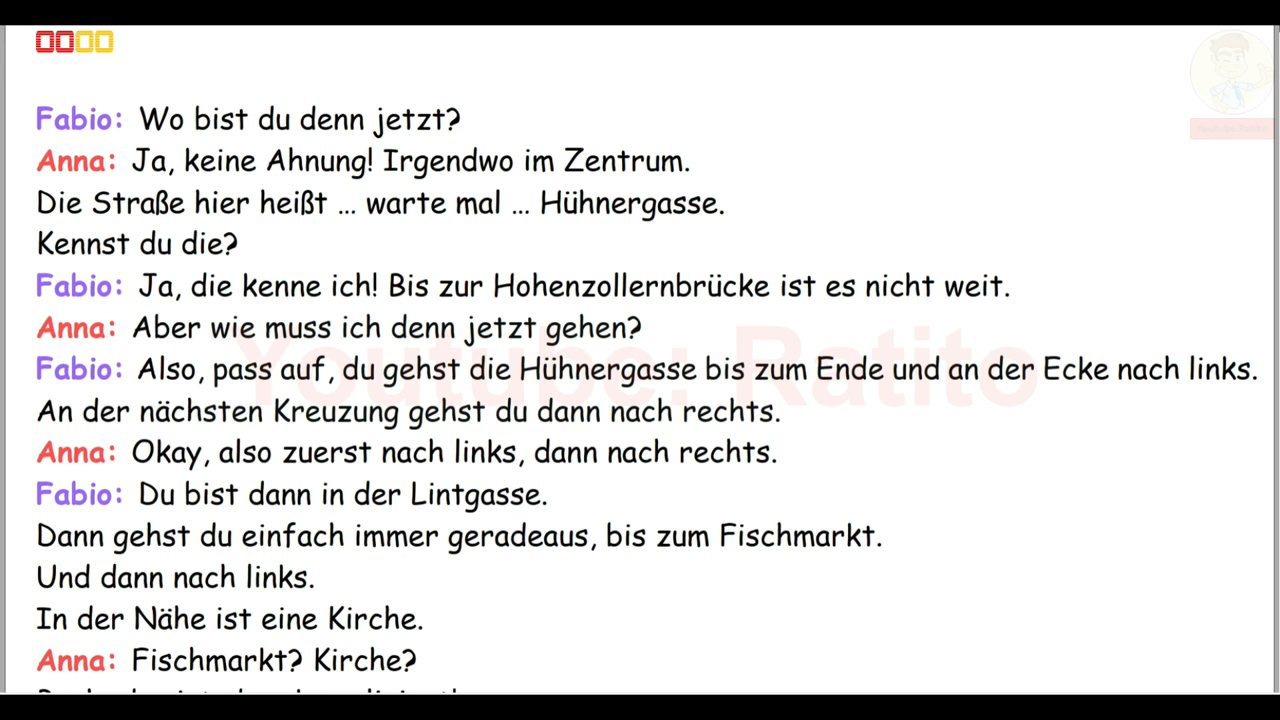 Fabio: Wo bist du denn jetzt?
Anna: Ja, keine Ahnung! Irgendwo im Zentrum.
Die Straße hier heißt ... warte mal ... Hühnergasse.
Kennst du die?
Fabio: Ja, die kenne ich! Bis zur Hohenzollernbrücke ist es nicht weit.
Anna: Aber wie muss ich denn jetzt gehen?
Youtube: Ratito
Fabio: Also, pass auf, du gehst die Hühnergasse bis zum Ende und an der Ecke nach links.
An der nächsten Kreuzung gehst du dann nach rechts.
Anna: Okay, also zuerst nach links, dann nach rechts.
Fabio: Du bist dann in der Lintgasse.
Dann gehst du einfach immer geradeaus, bis zum Fischmarkt.
Und dann nach links.
In der Nähe ist eine Kirche.
Anna: Fischmarkt? Kirche?